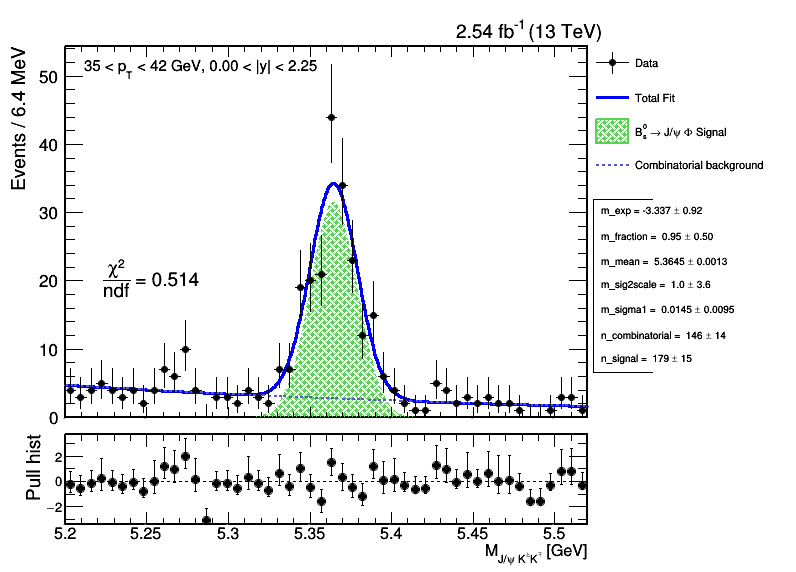 2.54 fb⁻¹ (13 TeV)
35 < p_T < 42 GeV, 0.00 < |y| < 2.25
Events / 6.4 MeV
50
40
30
20
10
0
χ²/ndf = 0.514
Data
Total Fit
B_s^0 → J/ψ Φ Signal
Combinatorial background
m_exp = -3.337 ± 0.92
m_fraction = 0.95 ± 0.50
m_mean = 5.3645 ± 0.0013
m_sig2scale = 1.0 ± 3.6
m_sigma1 = 0.0145 ± 0.0095
n_combinatorial = 146 ± 14
n_signal = 179 ± 15
Pull hist
2
0
−2
5.2 5.25 5.3 5.35 5.4 5.45 5.5
M_{J/ψ K^±K^∓} [GeV]